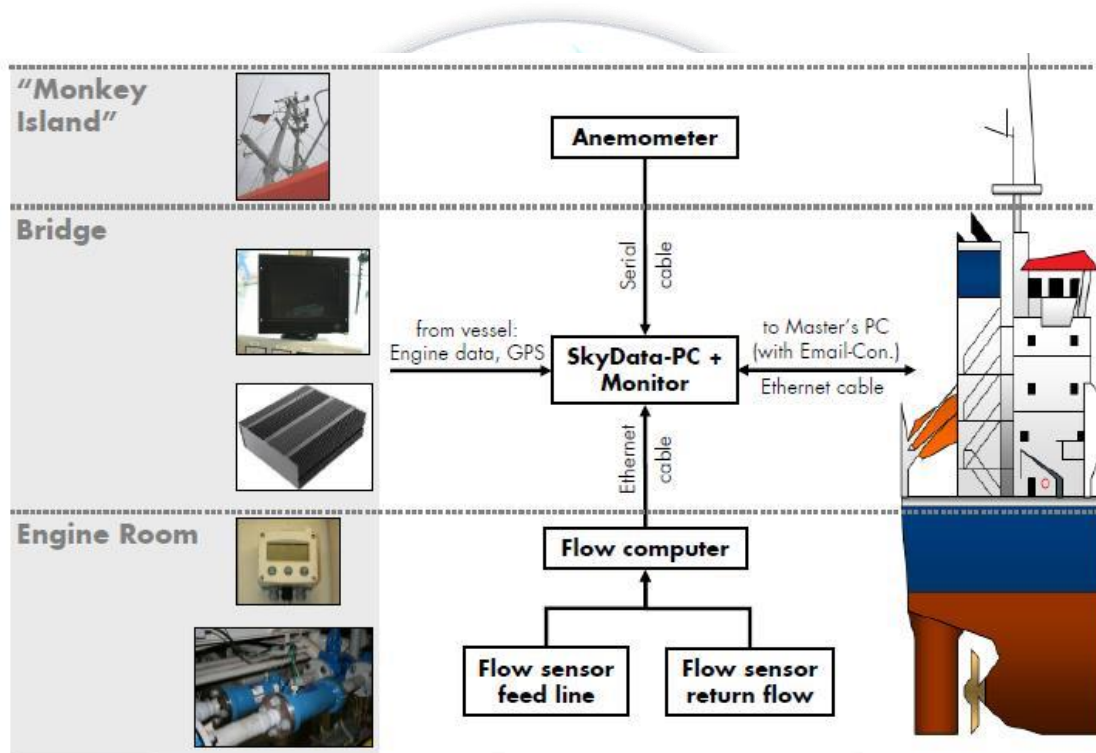 “Monkey
Island”
Anemometer
Bridge
Serial
cable
from vessel:
Engine data, GPS
SkyData-PC +
Monitor
to Master’s PC
(with Email-Con.)
Ethernet cable
Ethernet
cable
Engine Room
Flow computer
Flow sensor
feed line
Flow sensor
return flow